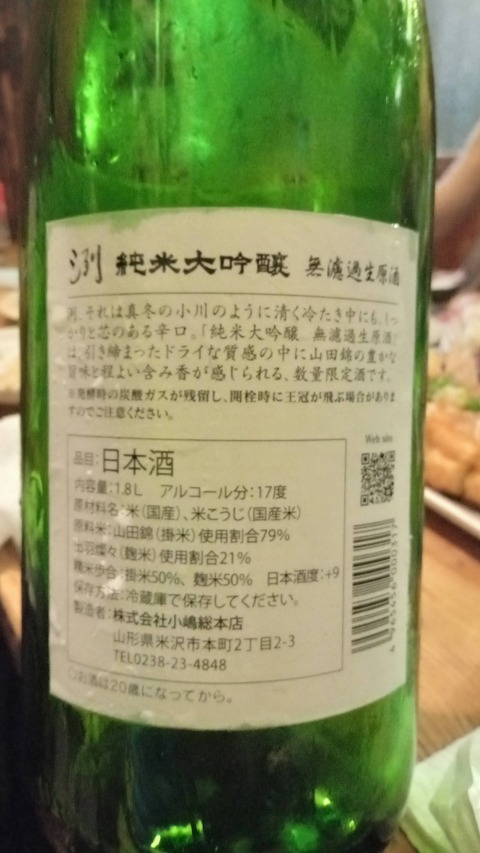 洌 純米大吟醸 無濾過生原酒
洌、それは真冬の小川のように清く冷たき中にも、しっ
かりと芯のある辛口。「純米大吟醸 無濾過生原酒」
は、引き締まったドライな質感の中に山田錦の豊かな
旨味と程よい含み香が感じられる、数量限定酒です。
※発酵時の炭酸ガスが残留し、開栓時に王冠が飛ぶ場合がありま
すのでご注意ください。
品目:日本酒
内容量:1.8L アルコール分:17度
原材料名:米(国産)、米こうじ(国産米)
原料米:山田錦(掛米)使用割合79%
出羽燦々(麹米)使用割合21%
精米歩合:掛米50%、麹米50% 日本酒度:+9
保存方法:冷蔵庫で保存してください。
製造者:株式会社小嶋総本店
山形県米沢市本町2丁目2-3
TEL0238-23-4848
Web site
4 965456 000317
○お酒は20歳になってから。